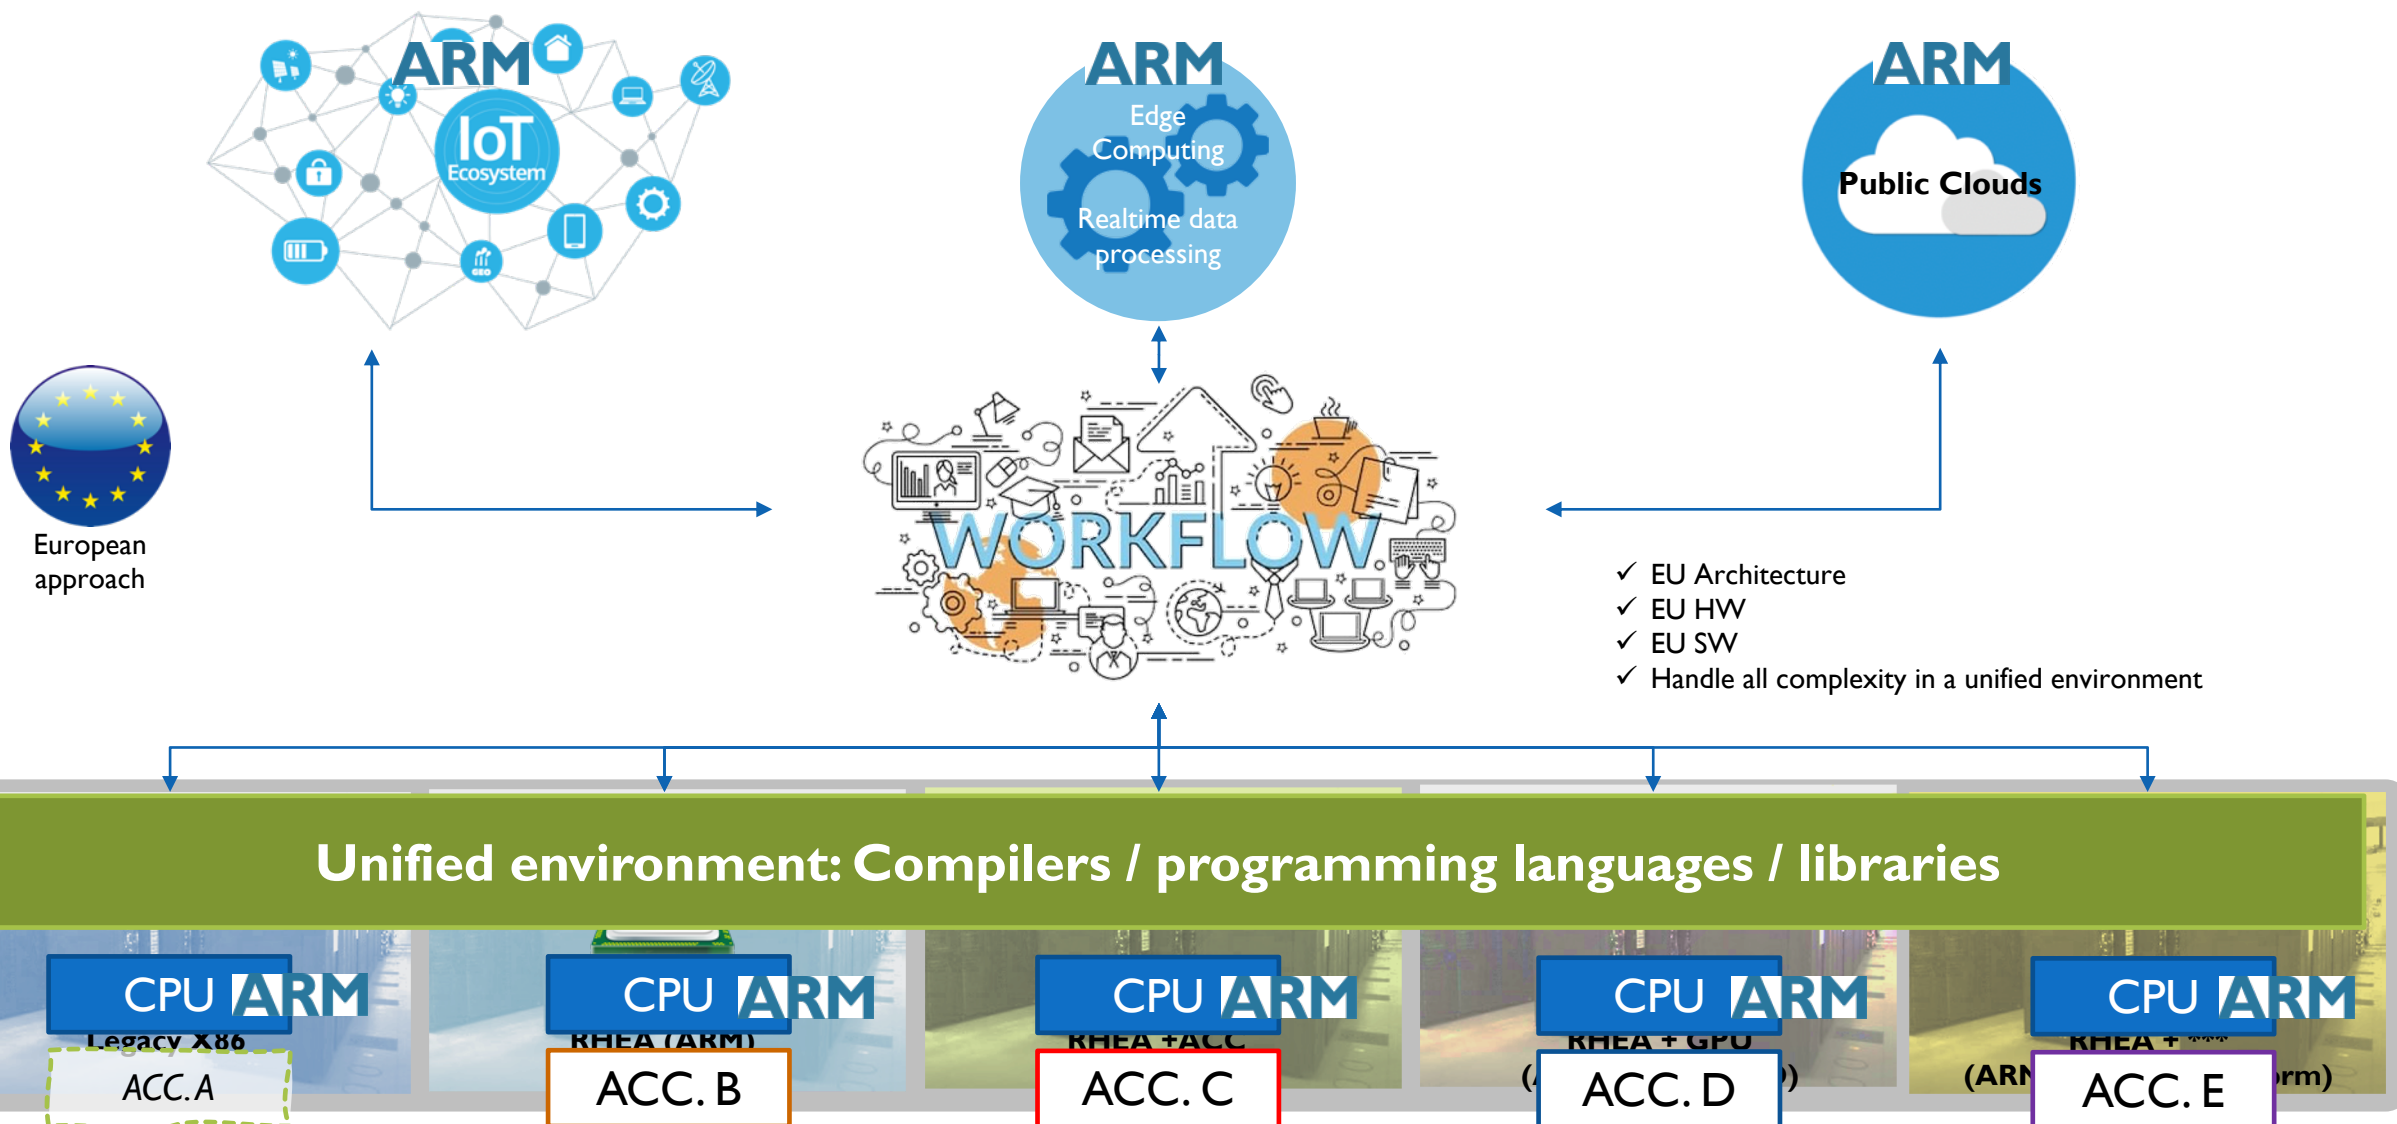 ARM
IoT
Ecosystem
GEO
ARM
Edge
Computing
Realtime data
processing
ARM
Public Clouds
European
approach
WORKFLOW
✓ EU Architecture
✓ EU HW
✓ EU SW
✓ Handle all complexity in a unified environment
Unified environment: Compilers / programming languages / libraries
CPU ARM
Legacy X86
ACC. A
CPU ARM
RHEA (ARM)
ACC. B
CPU ARM
RHEA +ACC
ACC. C
CPU ARM
RHEA + GPU
ACC. D
CPU ARM
RHEA + ***
ACC. E